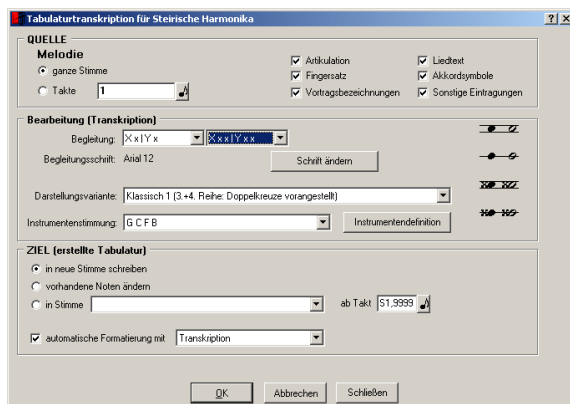 Tabulaturtranskription für Steirische Harmonika
QUELLE
Melodie
ganze Stimme
Takte 1
Artikulation
Fingersatz
Vortragsbezeichnungen
Liedtext
Akkordsymbole
Sonstige Eintragungen
Bearbeitung (Transkription)
Begleitung: X x | Y x X x x | Y x x
Begleitungsschrift: Arial 12 Schrift ändern
Darstellungsvariante: Klassisch 1 (3.+4. Reihe: Doppelkreuze vorangestellt)
Instrumentenstimmung: G C F B Instrumentendefinition
ZIEL (erstellte Tabulatur)
in neue Stimme schreiben
vorhandene Noten ändern
in Stimme ab Takt S1,9999
automatische Formatierung mit Transkription
OK Abbrechen Schließen